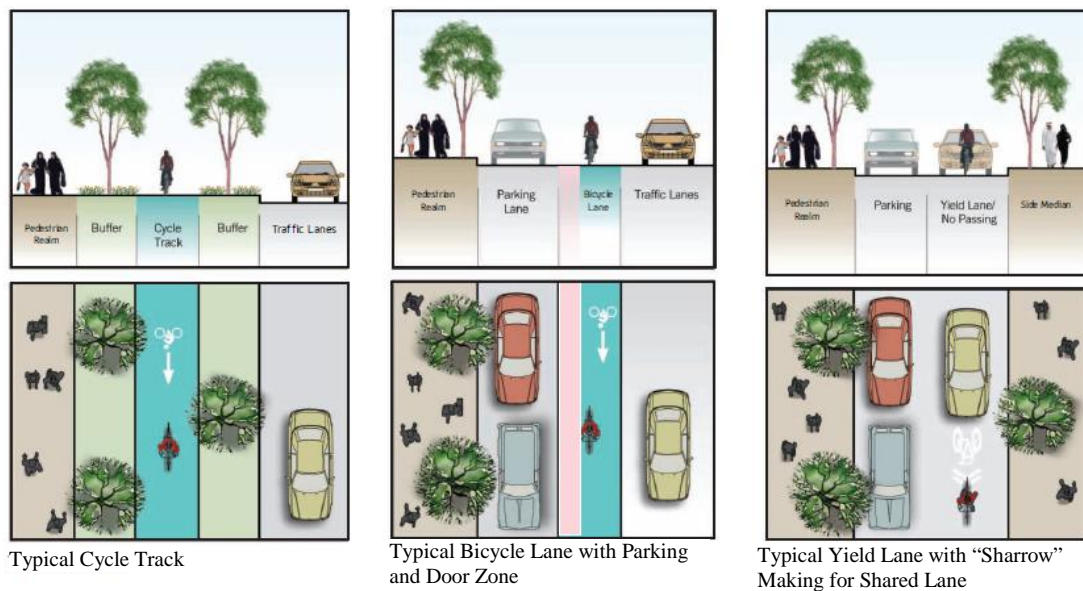 Pedestrian
Realm
Buffer
Cycle
Track
Buffer
Traffic Lanes
Pedestrian
Realm
Parking
Lane
Bicycle
Lane
Traffic Lanes
Pedestrian
Realm
Parking
Yield Lane/
No Passing
Side Median
Typical Cycle Track
Typical Bicycle Lane with Parking
and Door Zone
Typical Yield Lane with “Sharrow”
Making for Shared Lane